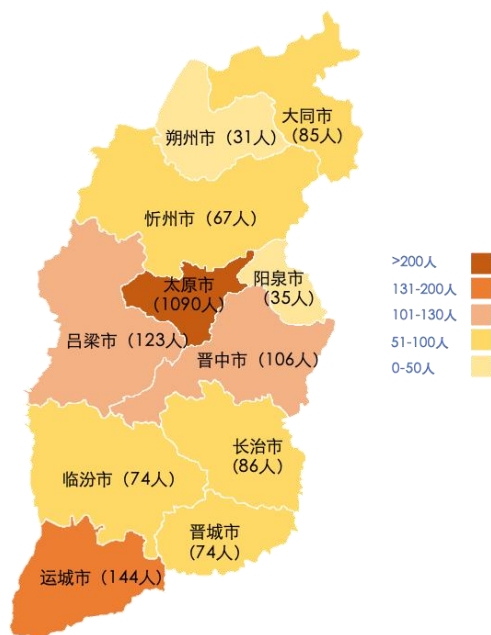 大同市
(85人)
朔州市（31人）
忻州市（67人）
太原市
(1090人)
阳泉市
(35人)
吕梁市（123人）
晋中市（106人）
长治市
(86人)
临汾市（74人）
晋城市
(74人)
运城市（144人）
>200人
131-200人
101-130人
51-100人
0-50人